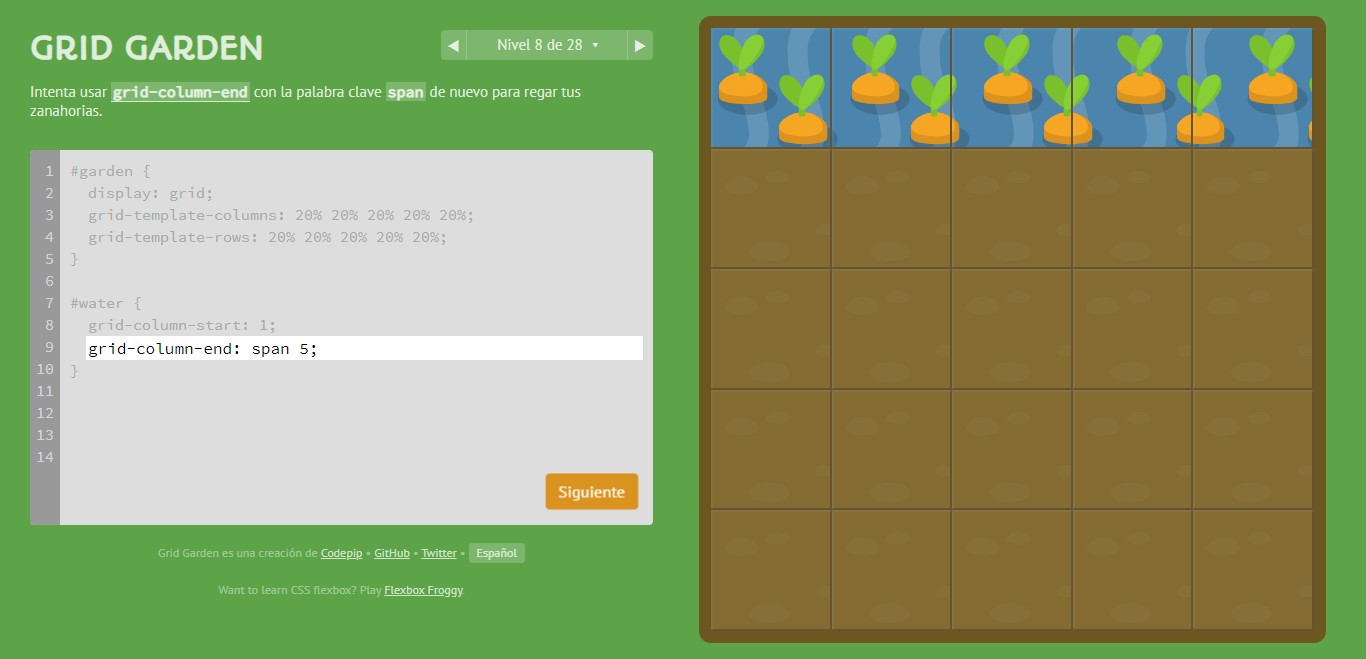 GRID GARDEN
◀ Nivel 8 de 28 ▾ ▶
Intenta usar grid-column-end con la palabra clave span de nuevo para regar tus
zanahorias.
1 #garden {
2 display: grid;
3 grid-template-columns: 20% 20% 20% 20% 20%;
4 grid-template-rows: 20% 20% 20% 20% 20%;
5 }
6
7 #water {
8 grid-column-start: 1;
9 grid-column-end: span 5;
10 }
11
12
13
14
Siguiente
Grid Garden es una creación de Codepip • GitHub • Twitter • Español
Want to learn CSS flexbox? Play Flexbox Froggy.